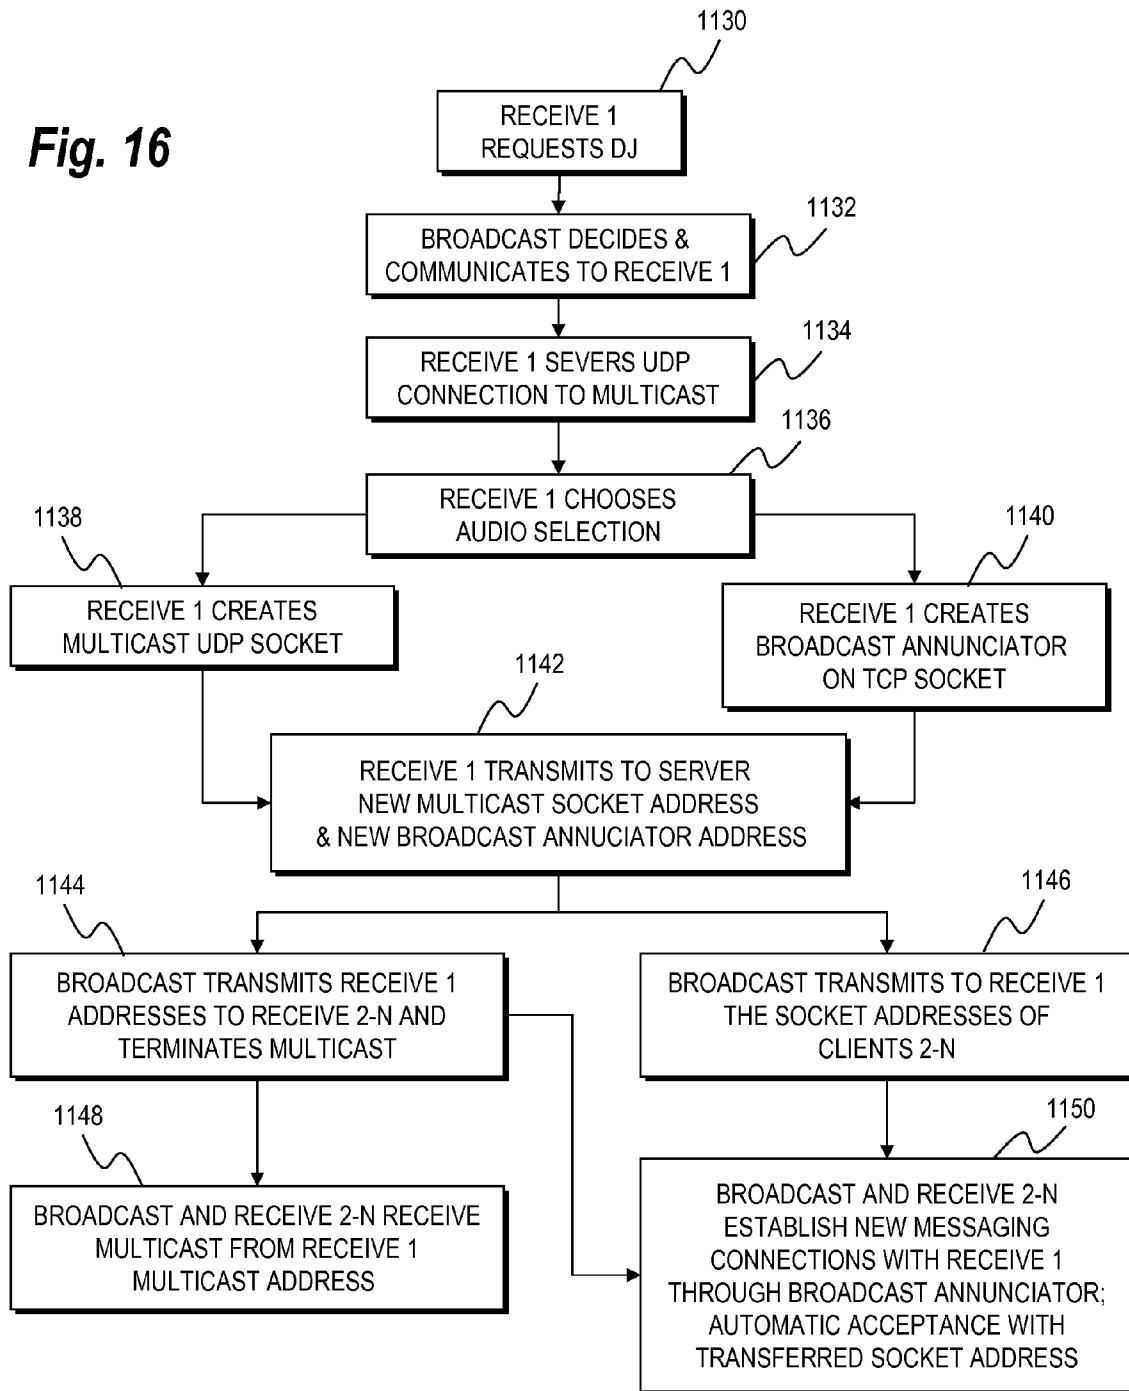 1130
Fig. 16
RECEIVE 1
REQUESTS DJ
1132
BROADCAST DECIDES &
COMMUNICATES TO RECEIVE 1
1134
RECEIVE 1 SEVERS UDP
CONNECTION TO MULTICAST
1136
RECEIVE 1 CHOOSES
AUDIO SELECTION
1138
1140
RECEIVE 1 CREATES
MULTICAST UDP SOCKET
RECEIVE 1 CREATES
BROADCAST ANNUNCIATOR
ON TCP SOCKET
1142
RECEIVE 1 TRANSMITS TO SERVER
NEW MULTICAST SOCKET ADDRESS
& NEW BROADCAST ANNUCIATOR ADDRESS
1144
1146
BROADCAST TRANSMITS RECEIVE 1
ADDRESSES TO RECEIVE 2-N AND
TERMINATES MULTICAST
BROADCAST TRANSMITS TO RECEIVE 1
THE SOCKET ADDRESSES OF
CLIENTS 2-N
1148
1150
BROADCAST AND RECEIVE 2-N RECEIVE
MULTICAST FROM RECEIVE 1
MULTICAST ADDRESS
BROADCAST AND RECEIVE 2-N
ESTABLISH NEW MESSAGING
CONNECTIONS WITH RECEIVE 1
THROUGH BROADCAST ANNUNCIATOR;
AUTOMATIC ACCEPTANCE WITH
TRANSFERRED SOCKET ADDRESS